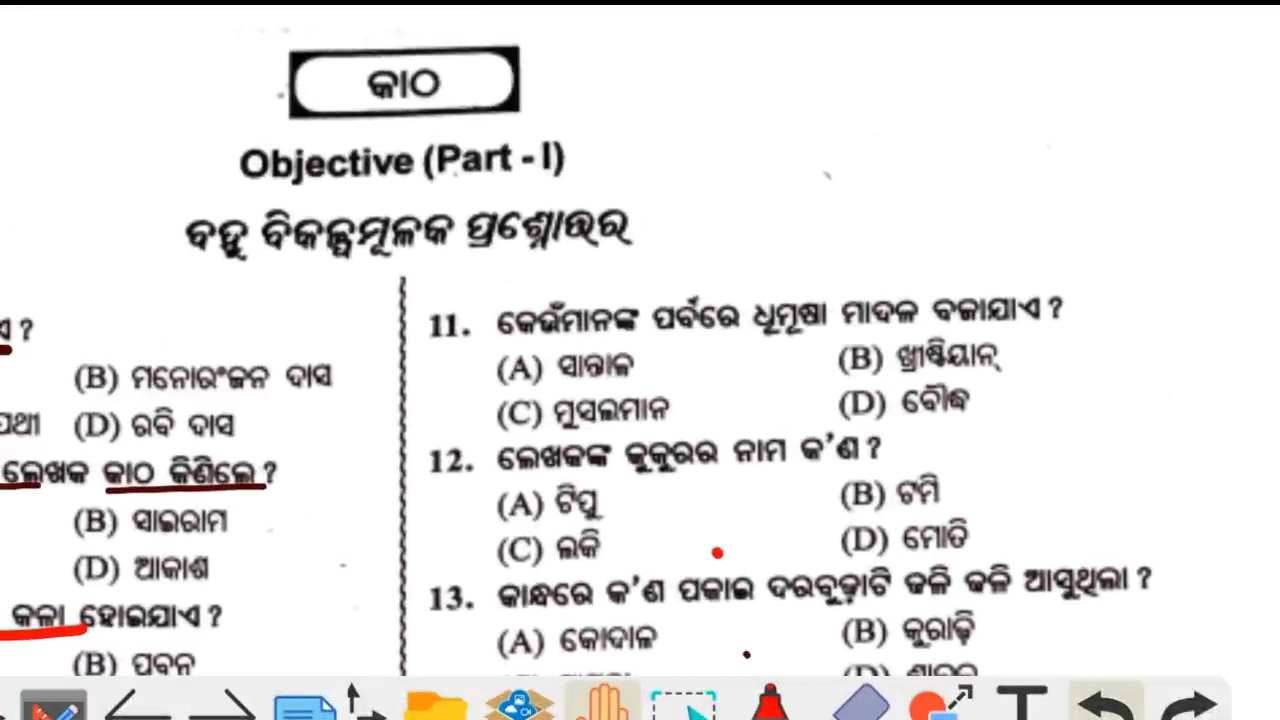 କାଠ
Objective (Part - I)
ବହୁ ବିକଳ୍ପମୂଳକ ପ୍ରଶ୍ନୋତ୍ତର
ଏ ?
(B) ମନୋରଂଜନ ଦାସ
ପଥୀ (D) ରବି ଦାସ
ଲେଖକ କାଠ କିଣିଲେ ?
(B) ସାଇରାମ
(D) ଆକାଶ
କଳା ହୋଇଯାଏ ?
(B) ପବନ
11. କେଉଁମାନଙ୍କ ପର୍ବରେ ଧୂମୂଷା ମାଦଳ ବଜାଯାଏ ?
(A) ସାନ୍ତାଳ (B) ଖ୍ରୀଷ୍ଟିୟାନ୍
(C) ମୁସଲମାନ (D) ବୌଦ୍ଧ
12. ଲେଖକଙ୍କ କୁକୁରର ନାମ କ'ଣ ?
(A) ଟିପୁ (B) ଟମି
(C) ଲକି (D) ମୋତି
13. କାନ୍ଧରେ କ'ଣ ପକାଇ ଦରବୁଢ଼ାଟି ଢଳି ଢଳି ଆସୁଥିଲା ?
(A) କୋଦାଳ (B) କୁରାଢ଼ି